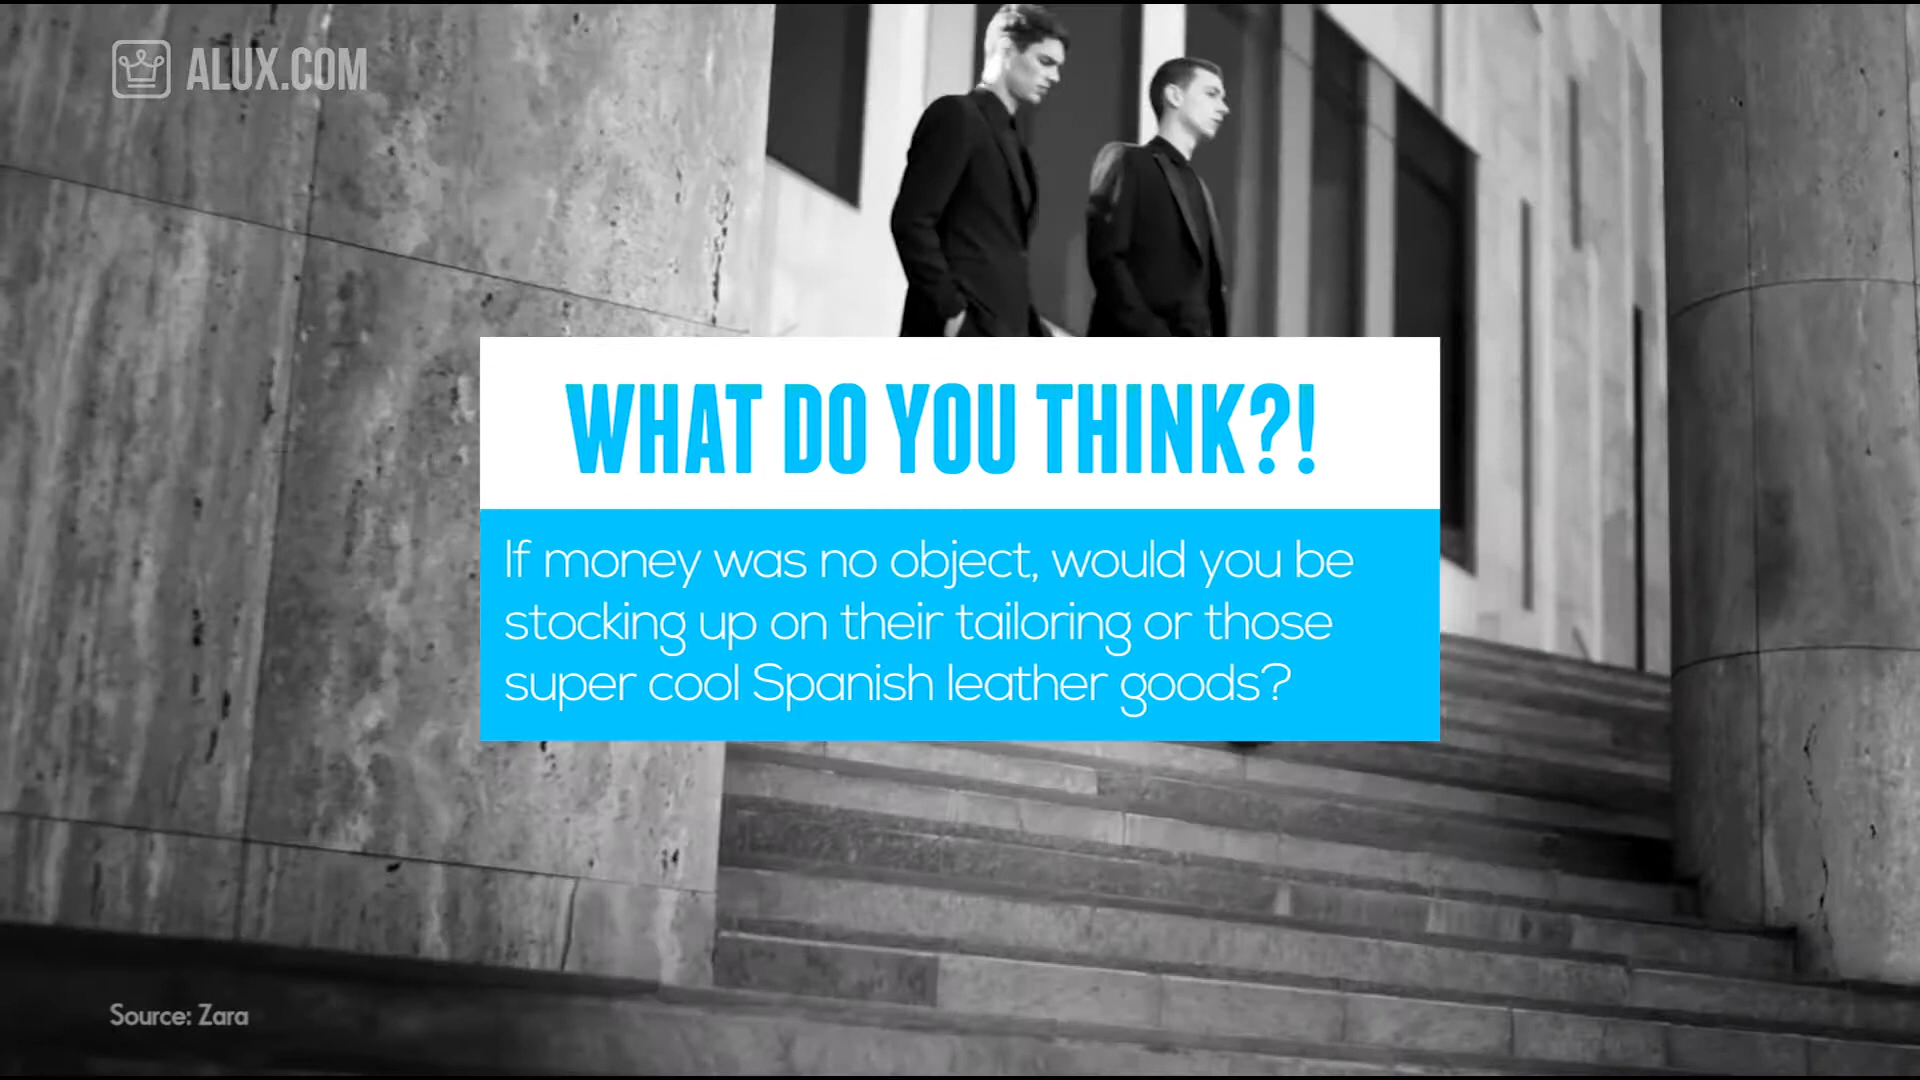 ALUX.COM
WHAT DO YOU THINK?!
If money was no object, would you be
stocking up on their tailoring or those
super cool Spanish leather goods?
Source: Zara